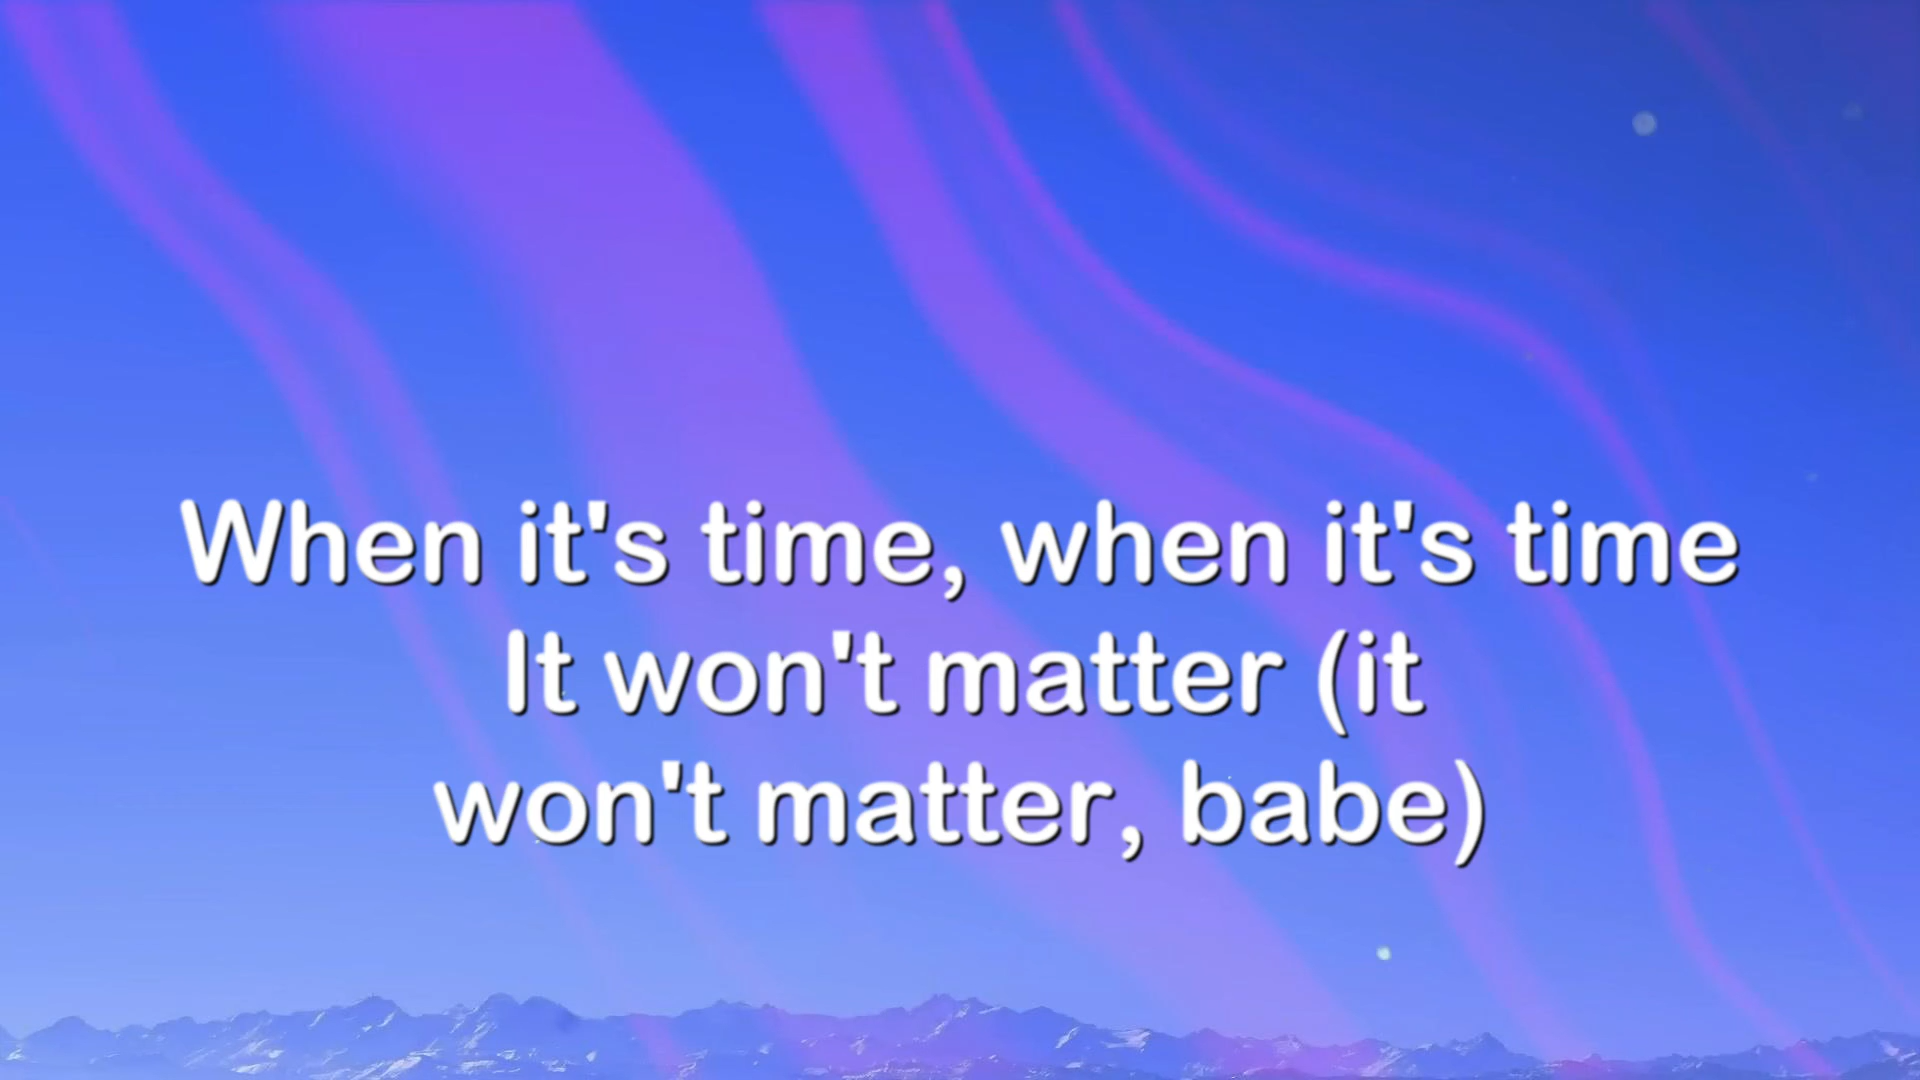 When it's time, when it's time
It won't matter (it
won't matter, babe)